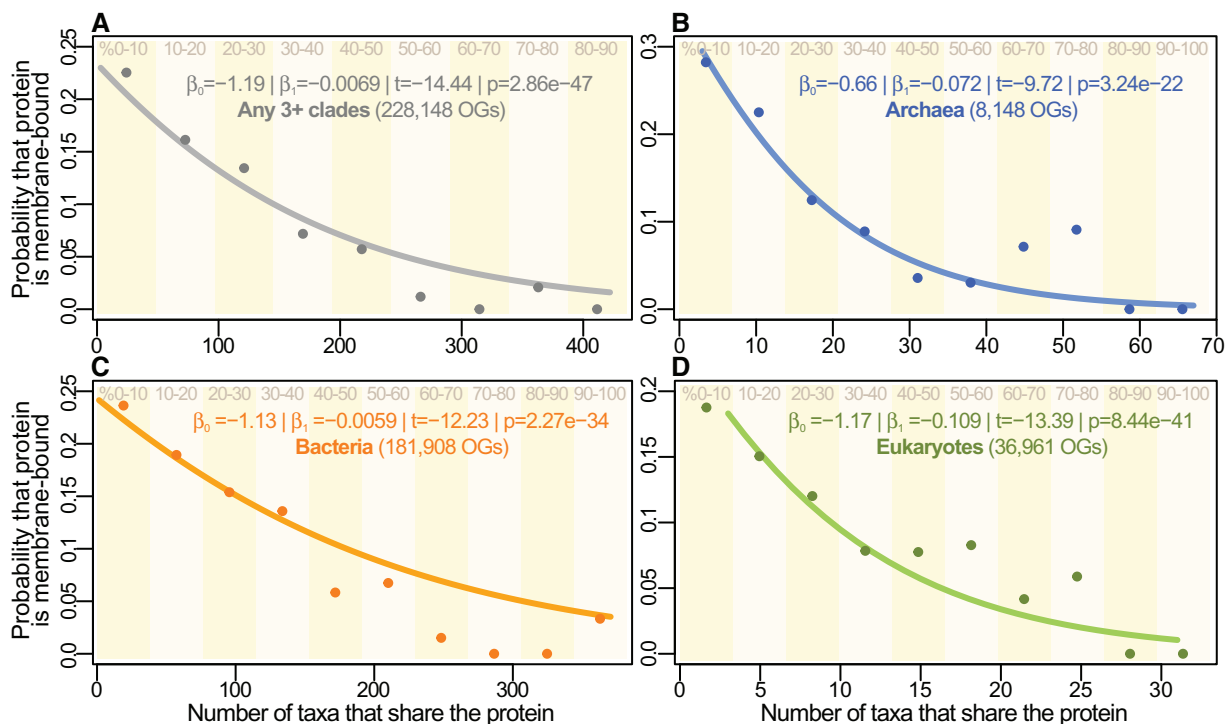 A
%0-10 10-20 20-30 30-40 40-50 50-60 60-70 70-80 80-90
β0=−1.19 | β1=−0.0069 | t=−14.44 | p=2.86e−47
Any 3+ clades (228,148 OGs)
Probability that protein
is membrane-bound
0.25
0.2
0.15
0.1
0.05
0.0
0 100 200 300 400
B
%0-10 10-20 20-30 30-40 40-50 50-60 60-70 70-80 80-90 90-100
β0=−0.66 | β1=−0.072 | t=−9.72 | p=3.24e−22
Archaea (8,148 OGs)
0.3
0.2
0.1
0.0
0 10 20 30 40 50 60 70
C
%0-10 10-20 20-30 30-40 40-50 50-60 60-70 70-80 80-90 90-100
β0 =−1.13 | β1 =−0.0059 | t=−12.23 | p=2.27e−34
Bacteria (181,908 OGs)
Probability that protein
is membrane-bound
0.25
0.2
0.15
0.1
0.05
0.0
0 100 200 300
Number of taxa that share the protein
D
%0-10 10-20 20-30 30-40 40-50 50-60 60-70 70-80 80-90 90-100
β0=−1.17 | β1=−0.109 | t=−13.39 | p=8.44e−41
Eukaryotes (36,961 OGs)
0.2
0.15
0.1
0.05
0.0
0 5 10 15 20 25 30
Number of taxa that share the protein